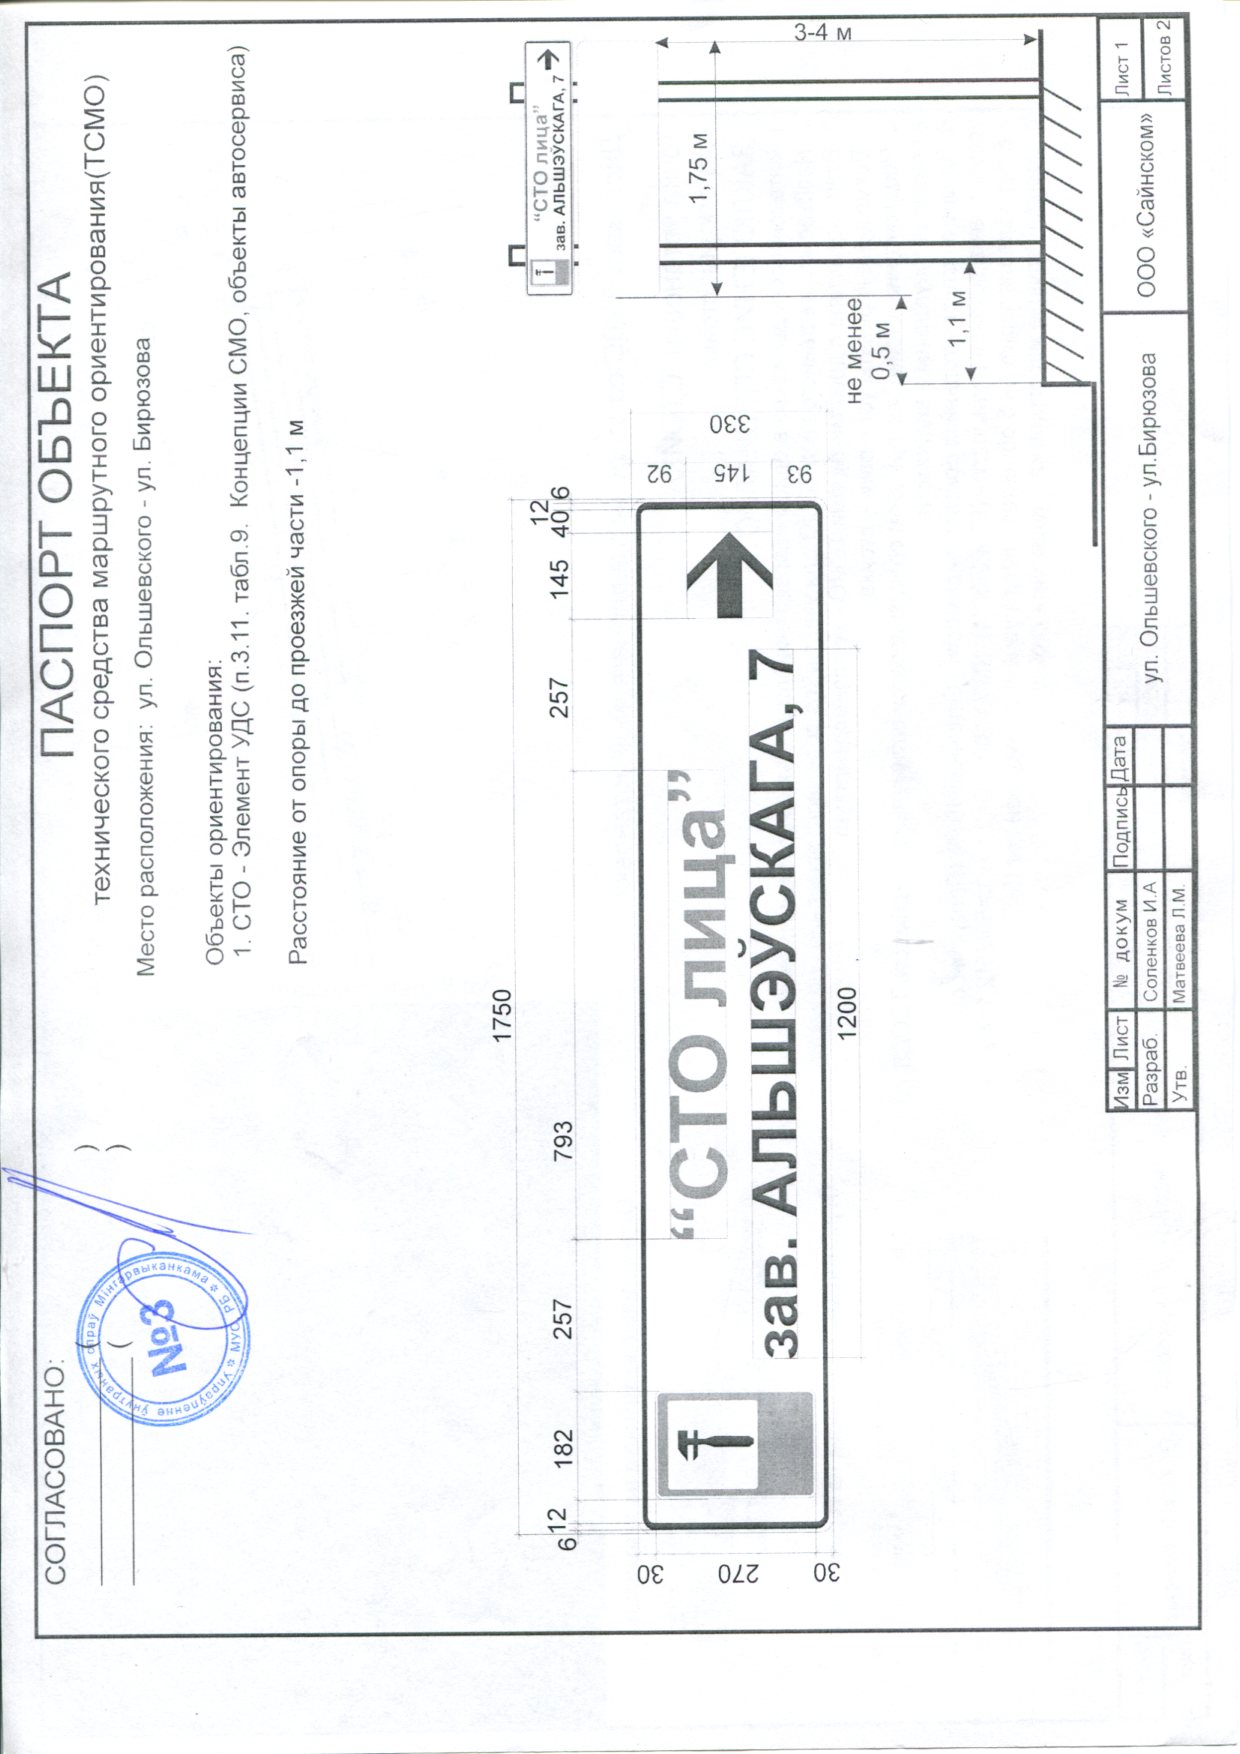 СОГЛАСОВАНО:
( )
( )
Упраўленне ўнутраных спраў Мінгарвыканкама * МУС РБ *
№3
ПАСПОРТ ОБЪЕКТА
технического средства маршрутного ориентирования(ТСМО)
Место расположения: ул. Ольшевского - ул. Бирюзова
Объекты ориентирования:
1. СТО - Элемент УДС (п.3.11. табл.9. Концепции СМО, объекты автосервиса)
Расстояние от опоры до проезжей части -1,1 м
“СТО лица”
зав. АЛЬШЭЎСКАГА, 7
1750
6 12 182 257 793 257 145 40 12 6
“СТО лица”
зав. АЛЬШЭЎСКАГА, 7
1200
30
270
30
92
145
93
330
не менее
0,5 м
1,1 м
1,75 м
3-4 м
Изм Лист № докум Подпись Дата
Разраб. Соленков И.А
Утв. Матвеева Л.М.
ул. Ольшевского - ул.Бирюзова
ООО «Сайнском»
Лист 1
Листов 2